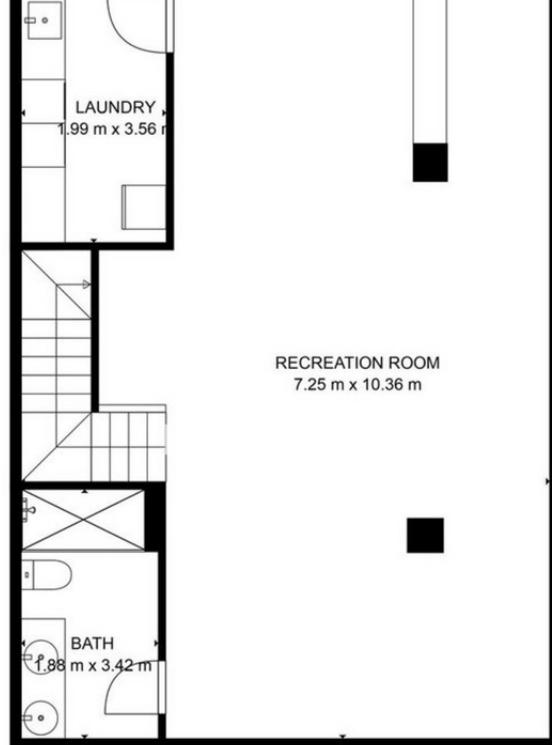 LAUNDRY
1.99 m x 3.56 m
RECREATION ROOM
7.25 m x 10.36 m
BATH
1.88 m x 3.42 m